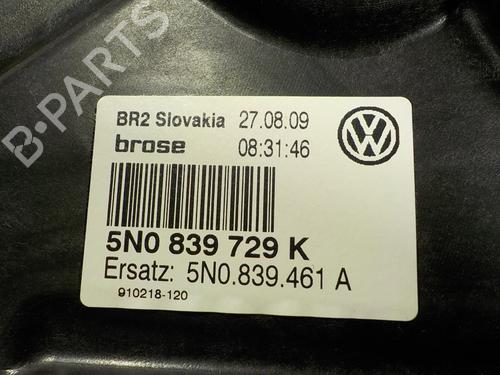 B-PARTS
BR2 Slovakia 27.08.09
brose 08:31:46
5N0 839 729 K
Ersatz: 5N0.839.461 A
910218-120